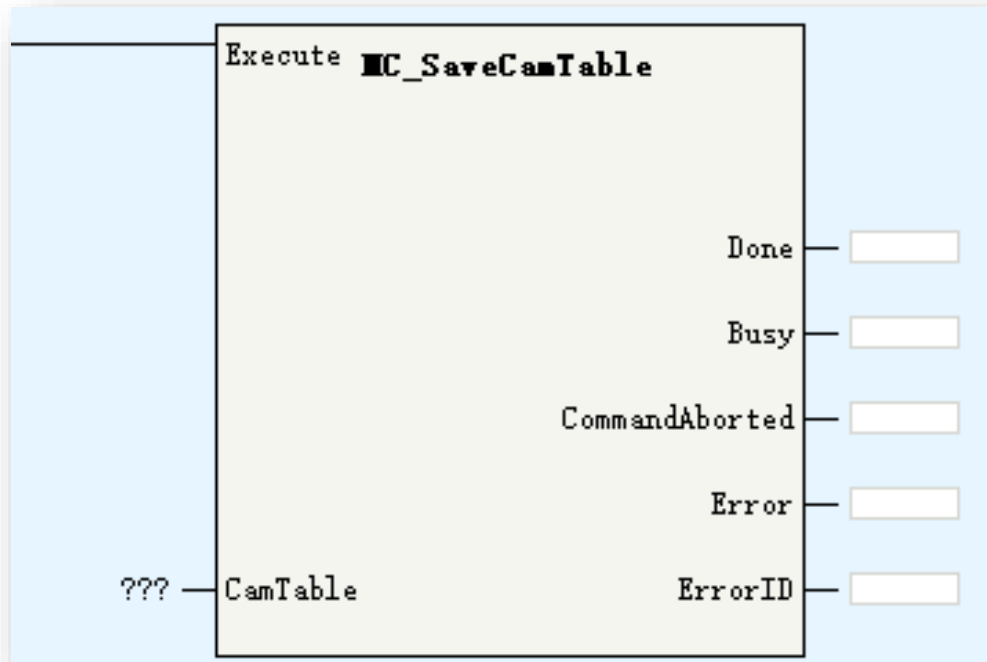 Execute
MC_SaveCamTable
Done
Busy
CommandAborted
Error
??? CamTable
ErrorID